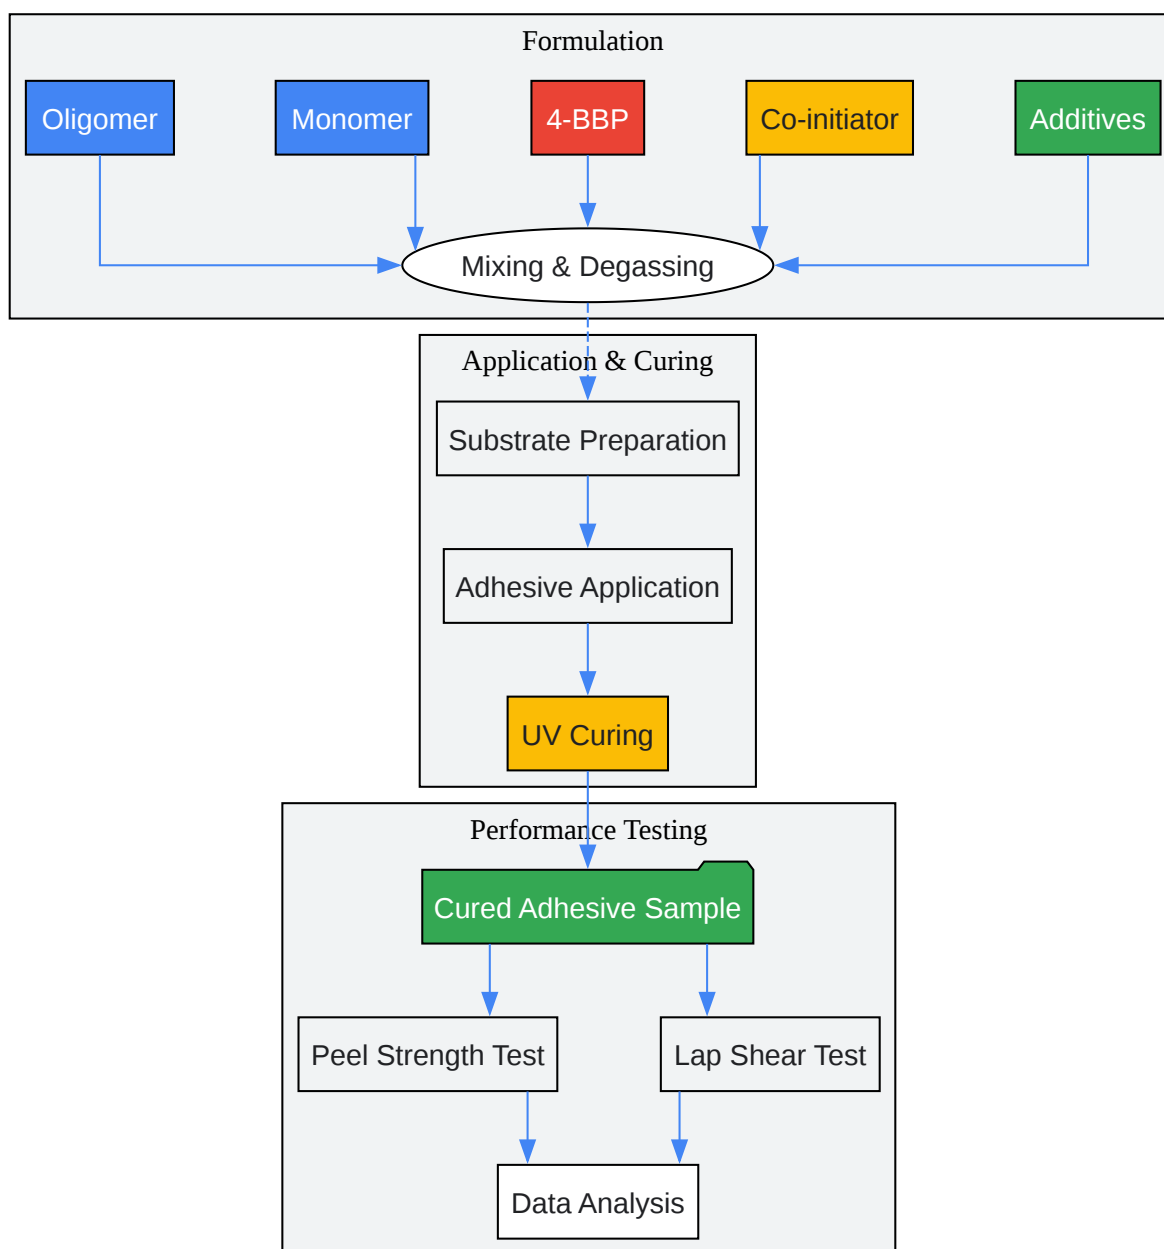 Formulation
Oligomer
Monomer
4-BBP
Co-initiator
Additives
Mixing & Degassing
Application & Curing
Substrate Preparation
Adhesive Application
UV Curing
Performance Testing
Cured Adhesive Sample
Peel Strength Test
Lap Shear Test
Data Analysis